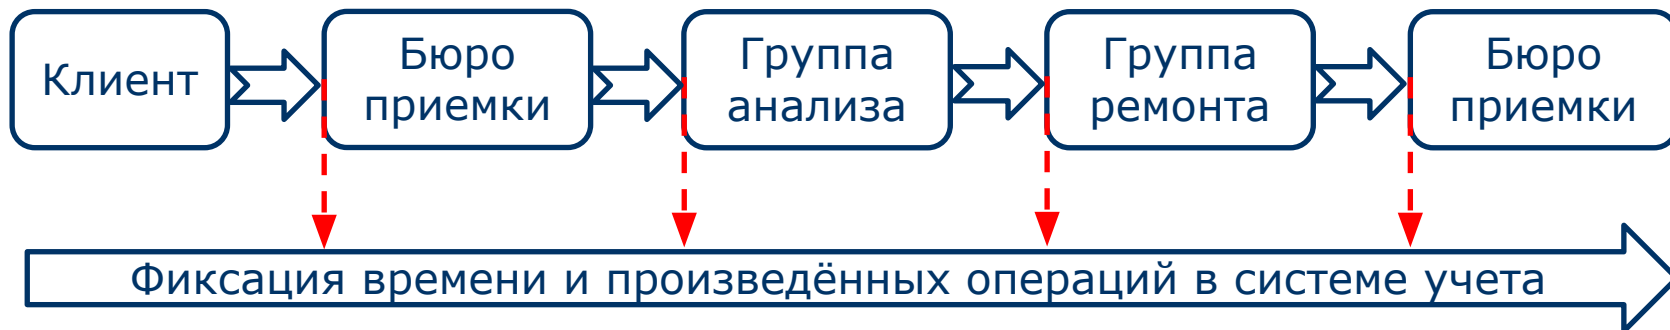 Клиент
Бюро
приемки
Группа
анализа
Группа
ремонта
Бюро
приемки
Фиксация времени и произведённых операций в системе учета